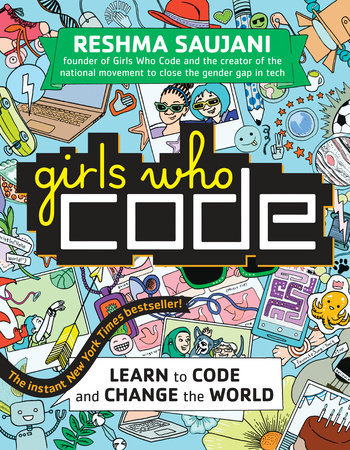 RESHMA SAUJANI
founder of Girls Who Code and the creator of the
national movement to close the gender gap in tech
girls who
CODE
The instant New York Times bestseller!
LEARN to CODE
and CHANGE the WORLD